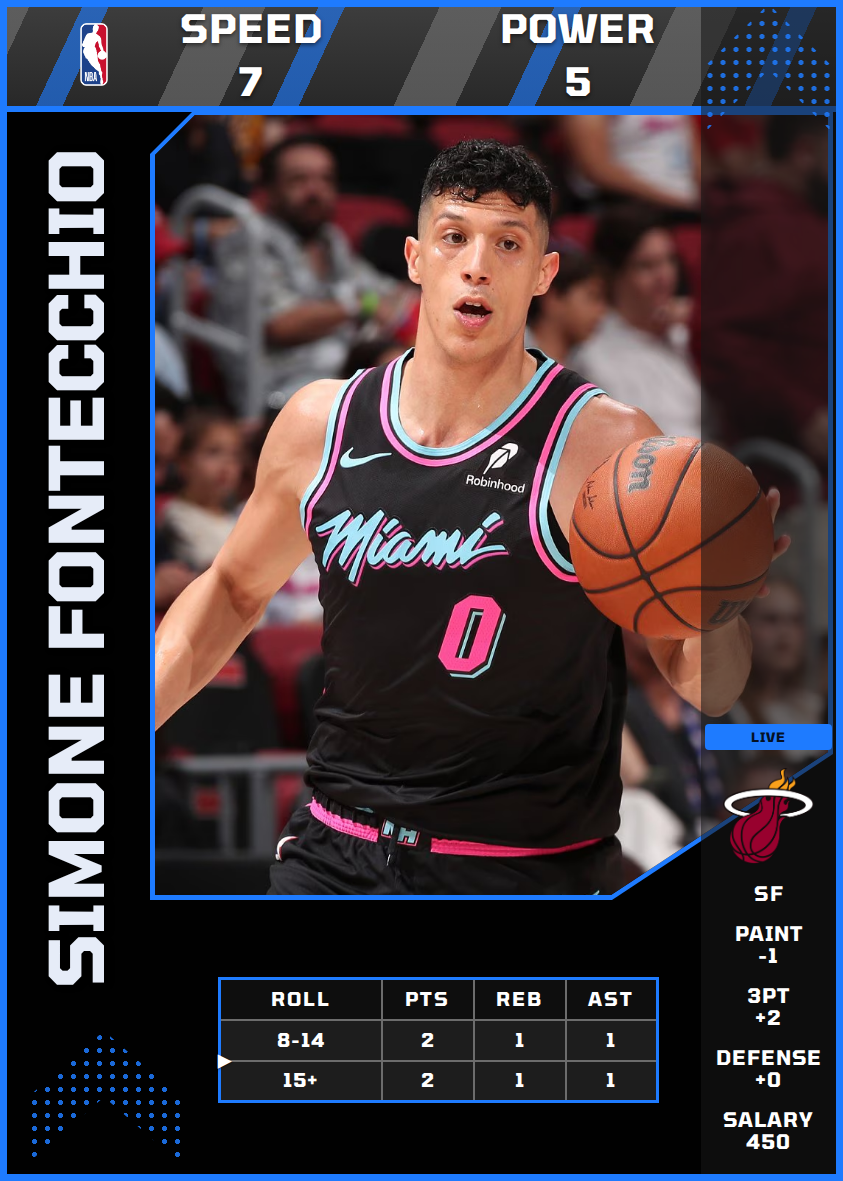 SPEED
7
POWER
5
NBA
SIMONE FONTECCHIO
Robinhood
Miami
0
Wilson
LIVE
SF
PAINT
-1
3PT
+2
DEFENSE
+0
SALARY
450
ROLL PTS REB AST
8-14 2 1 1
15+ 2 1 1